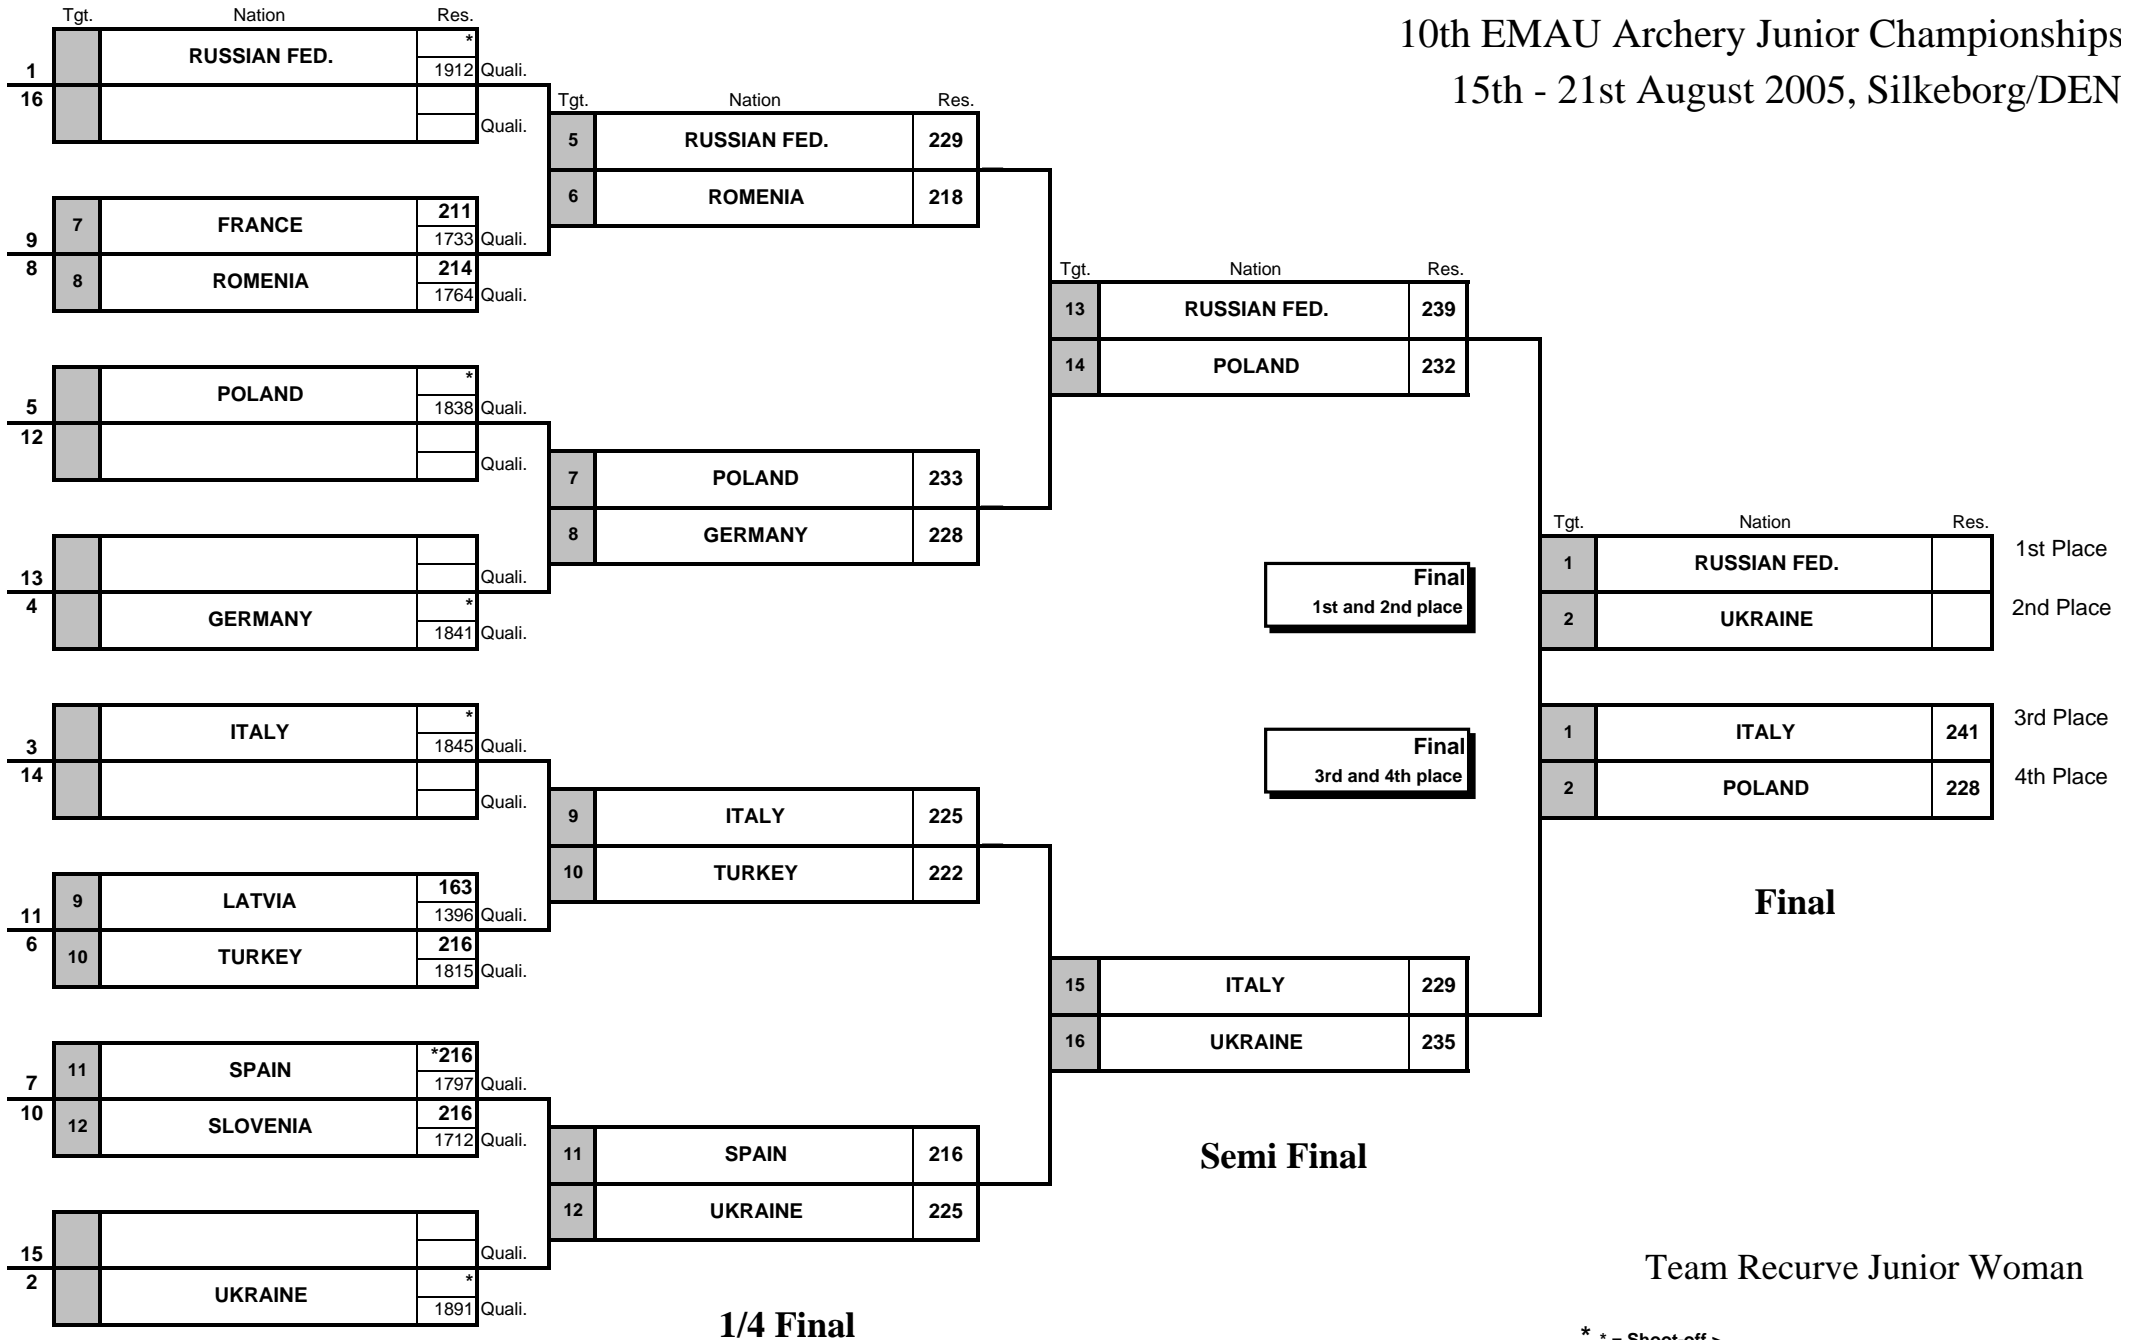 10th EMAU Archery Junior Championships
15th - 21st August 2005, Silkeborg/DEN
Tgt. Nation Res.
RUSSIAN FED. *
1 1912 Quali.
16
Quali.
7 FRANCE 211
9 1733 Quali.
8 8 ROMENIA 214
1764 Quali.
POLAND *
5 1838 Quali.
12
Quali.
13 Quali.
4 GERMANY *
1841 Quali.
ITALY *
3 1845 Quali.
14
Quali.
9 LATVIA 163
11 1396 Quali.
6 10 TURKEY 216
1815 Quali.
11 SPAIN *216
7 1797 Quali.
10 12 SLOVENIA 216
1712 Quali.
15 Quali.
2 UKRAINE *
1891 Quali.
Tgt. Nation Res.
5 RUSSIAN FED. 229
6 ROMENIA 218
7 POLAND 233
8 GERMANY 228
9 ITALY 225
10 TURKEY 222
11 SPAIN 216
12 UKRAINE 225
1/4 Final
Tgt. Nation Res.
13 RUSSIAN FED. 239
14 POLAND 232
15 ITALY 229
16 UKRAINE 235
Semi Final
Final
1st and 2nd place
Tgt. Nation Res.
1 RUSSIAN FED. 1st Place
2 UKRAINE 2nd Place
Final
3rd and 4th place
1 ITALY 241 3rd Place
2 POLAND 228 4th Place
Final
Team Recurve Junior Woman
* * = Shoot-off >